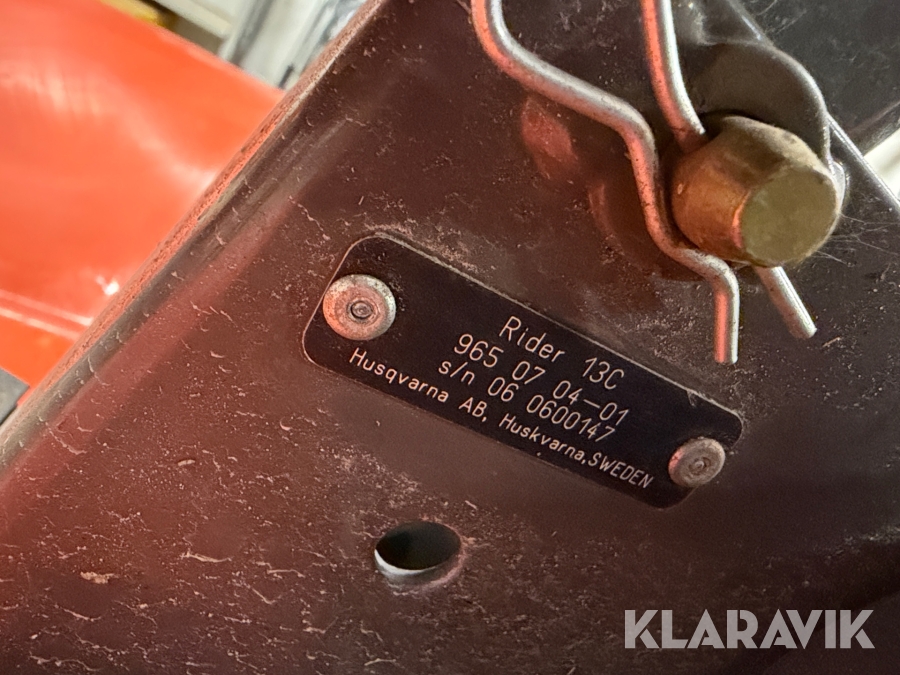 Rider 13C
965 07 04-01
s/n 06 0600147
Husqvarna AB, Huskvarna,SWEDEN
KLARAVIK